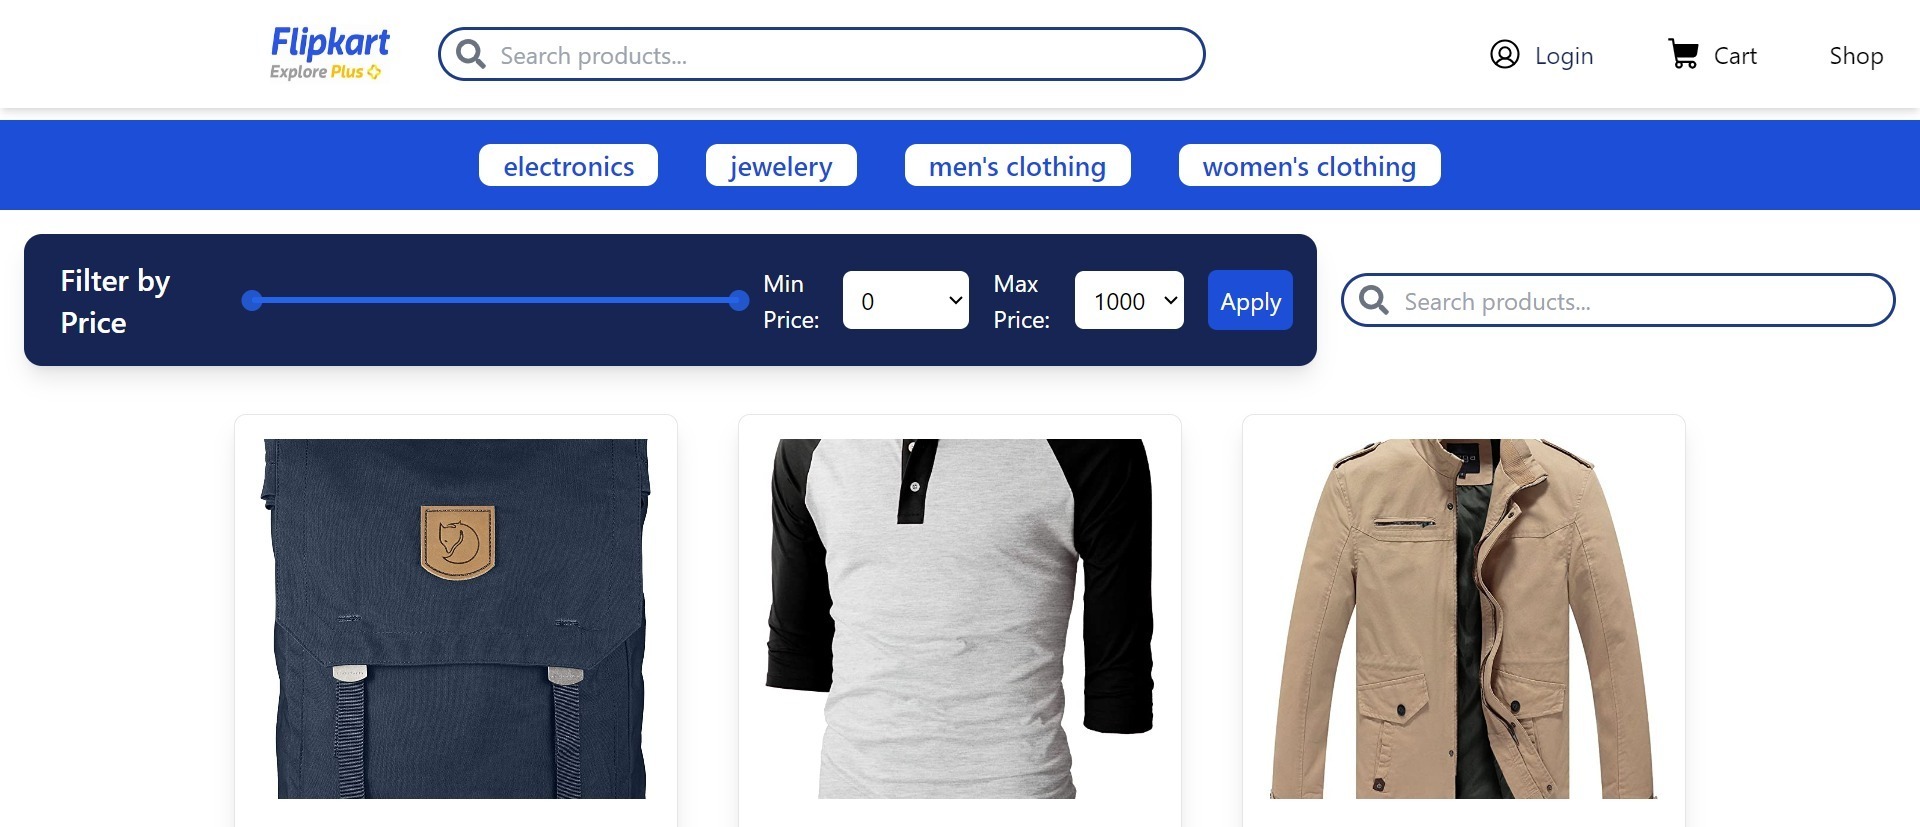 Flipkart
Explore Plus
Search products...
Login
Cart
Shop
electronics
jewelery
men's clothing
women's clothing
Filter by
Price
Min
Price:
0
Max
Price:
1000
Apply
Search products...